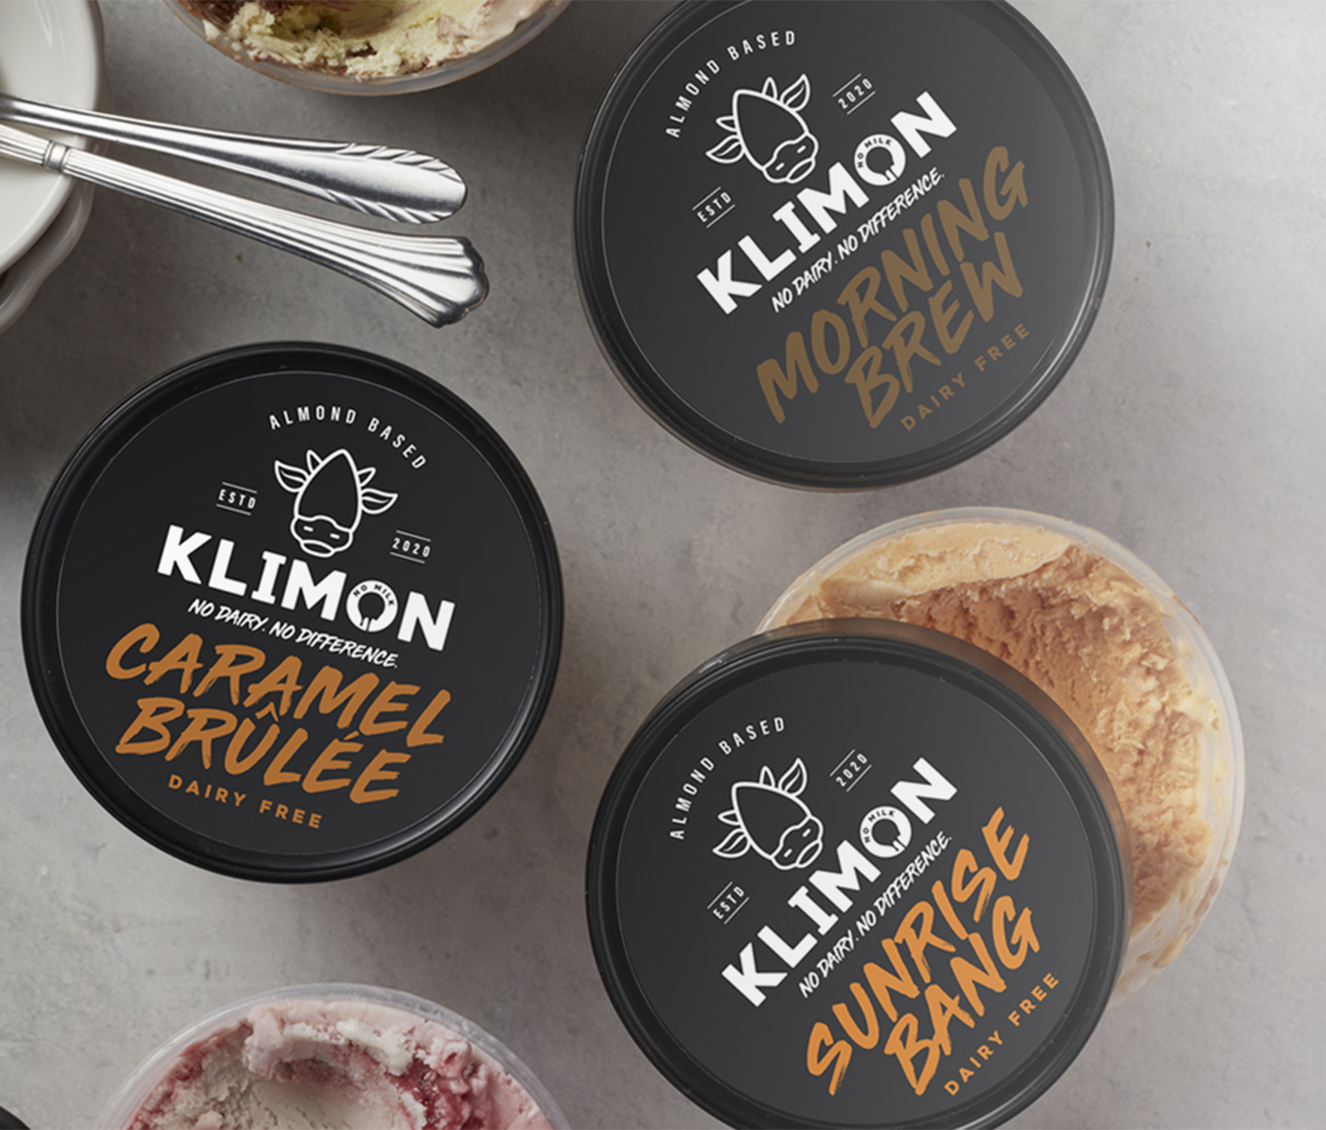 ALMOND BASED
ESTD 2020
KLIMON
NO MILK
NO DAIRY. NO DIFFERENCE.
MORNING
BREW
DAIRY FREE
ALMOND BASED
ESTD 2020
KLIMON
NO MILK
NO DAIRY. NO DIFFERENCE.
CARAMEL
BRÛLÉE
DAIRY FREE
ALMOND BASED
ESTD 2020
KLIMON
NO MILK
NO DAIRY. NO DIFFERENCE.
SUNRISE
BANG
DAIRY FREE